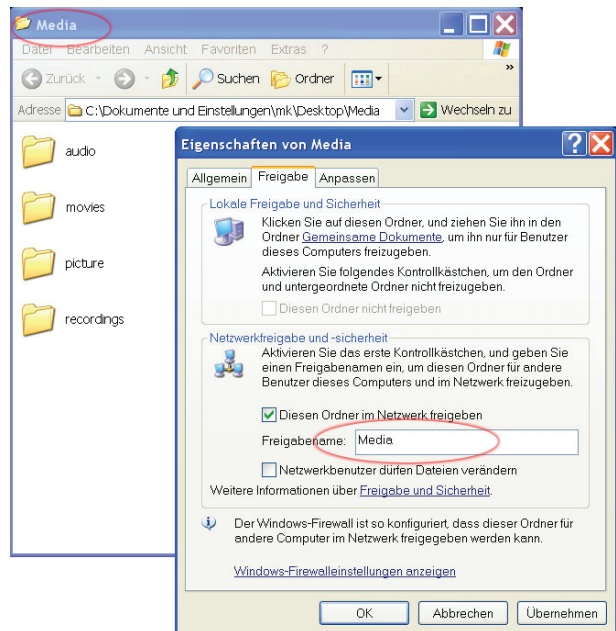 Media
Datei Bearbeiten Ansicht Favoriten Extras ?
Zurück Suchen Ordner »
Adresse C:\Dokumente und Einstellungen\mk\Desktop\Media Wechseln zu
audio
movies
picture
recordings
Eigenschaften von Media
Allgemein Freigabe Anpassen
Lokale Freigabe und Sicherheit
Klicken Sie auf diesen Ordner, und ziehen Sie ihn in den
Ordner Gemeinsame Dokumente, um ihn nur für Benutzer
dieses Computers freizugeben.
Aktivieren Sie folgendes Kontrollkästchen, um den Ordner
und untergeordnete Ordner nicht freizugeben.
Diesen Ordner nicht freigeben
Netzwerkfreigabe und -sicherheit
Aktivieren Sie das erste Kontrollkästchen, und geben Sie
einen Freigabenamen ein, um diesen Ordner für andere
Benutzer dieses Computers und im Netzwerk freizugeben.
Diesen Ordner im Netzwerk freigeben
Freigabename: Media
Netzwerkbenutzer dürfen Dateien verändern
Weitere Informationen über Freigabe und Sicherheit.
Der Windows-Firewall ist so konfiguriert, dass dieser Ordner für
andere Computer im Netzwerk freigegeben werden kann.
Windows-Firewalleinstellungen anzeigen
OK Abbrechen Übernehmen